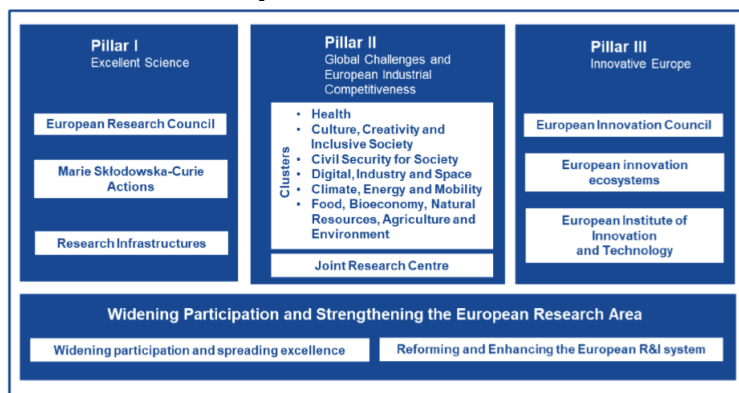 Pillar I
Excellent Science
European Research Council
Marie Skłodowska-Curie
Actions
Research Infrastructures
Pillar II
Global Challenges and
European Industrial
Competitiveness
Clusters
• Health
• Culture, Creativity and
Inclusive Society
• Civil Security for Society
• Digital, Industry and Space
• Climate, Energy and Mobility
• Food, Bioeconomy, Natural
Resources, Agriculture and
Environment
Joint Research Centre
Pillar III
Innovative Europe
European Innovation Council
European innovation
ecosystems
European Institute of
Innovation
and Technology
Widening Participation and Strengthening the European Research Area
Widening participation and spreading excellence
Reforming and Enhancing the European R&I system